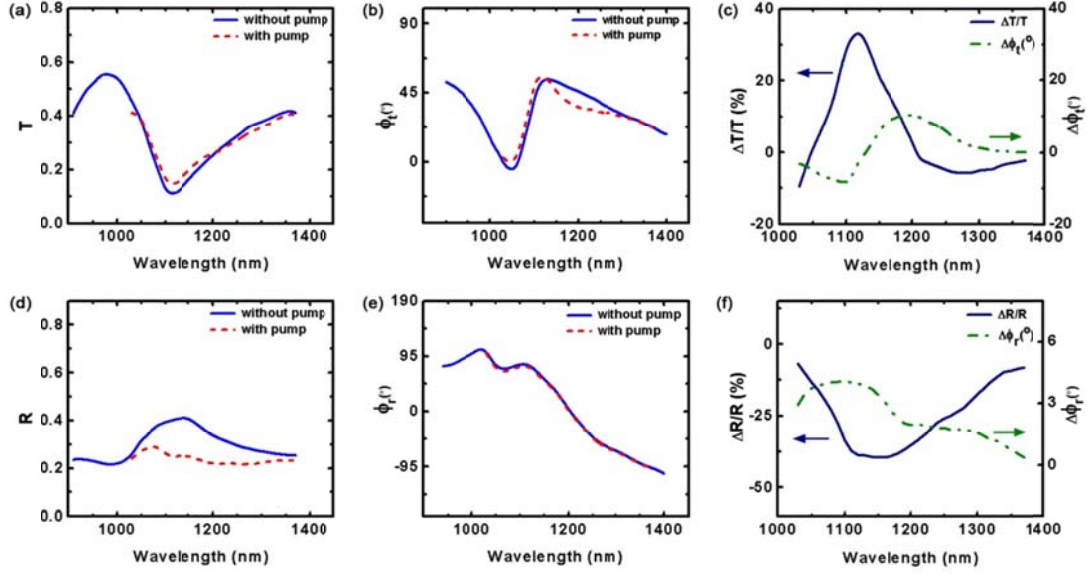 (a)
without pump
with pump
0.8
0.6
0.4
0.2
0.0
T
1000 1200 1400
Wavelength (nm)
(b)
without pump
with pump
90
45
0
ϕt(°)
1000 1200 1400
Wavelength (nm)
(c)
ΔT/T
Δϕt(°)
40
20
0
-20
ΔT/T (%)
40
20
0
-20
Δϕt(°)
1000 1100 1200 1300 1400
Wavelength (nm)
(d)
without pump
with pump
0.8
0.6
0.4
0.2
0.0
R
1000 1200 1400
Wavelength (nm)
(e)
without pump
with pump
190
95
0
-95
ϕr(°)
1000 1200 1400
Wavelength (nm)
(f)
ΔR/R
Δϕr(°)
0
-25
-50
ΔR/R (%)
6
3
0
Δϕr(°)
1000 1100 1200 1300 1400
Wavelength (nm)